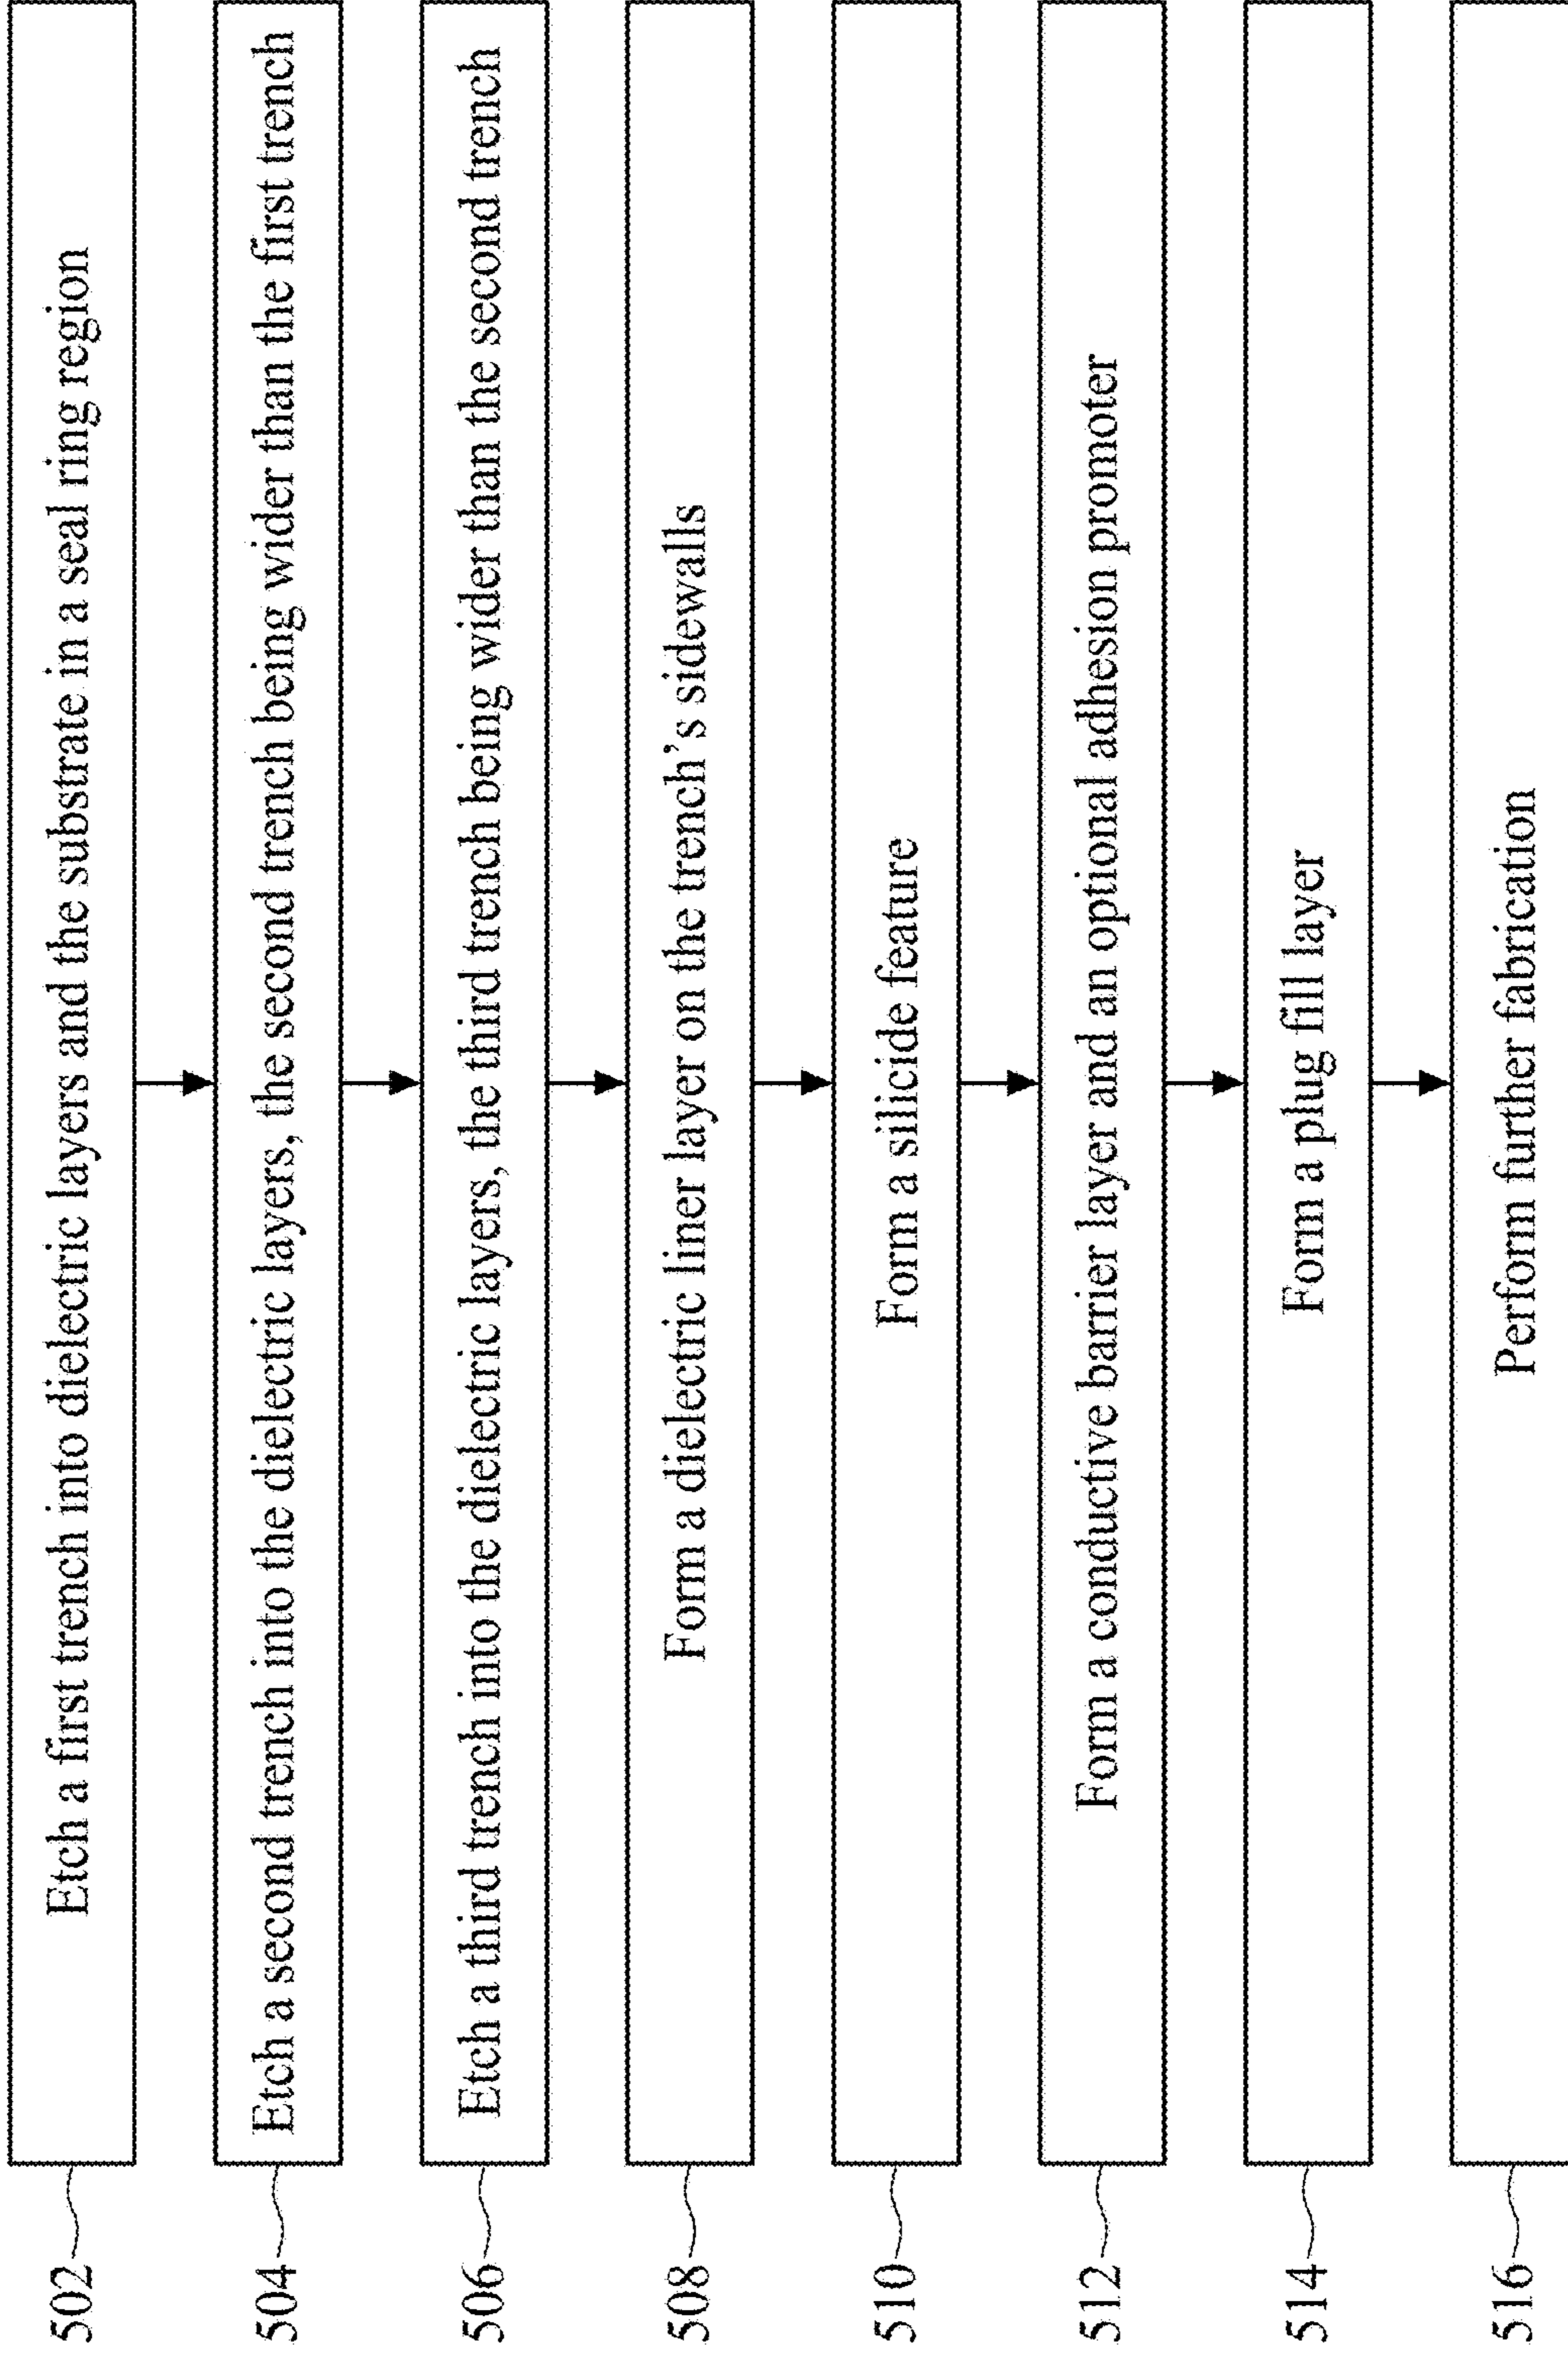 502
Etch a first trench into dielectric layers and the substrate in a seal ring region
504
Etch a second trench into the dielectric layers, the second trench being wider than the first trench
506
Etch a third trench into the dielectric layers, the third trench being wider than the second trench
508
Form a dielectric liner layer on the trench’s sidewalls
510
Form a silicide feature
512
Form a conductive barrier layer and an optional adhesion promoter
514
Form a plug fill layer
516
Perform further fabrication